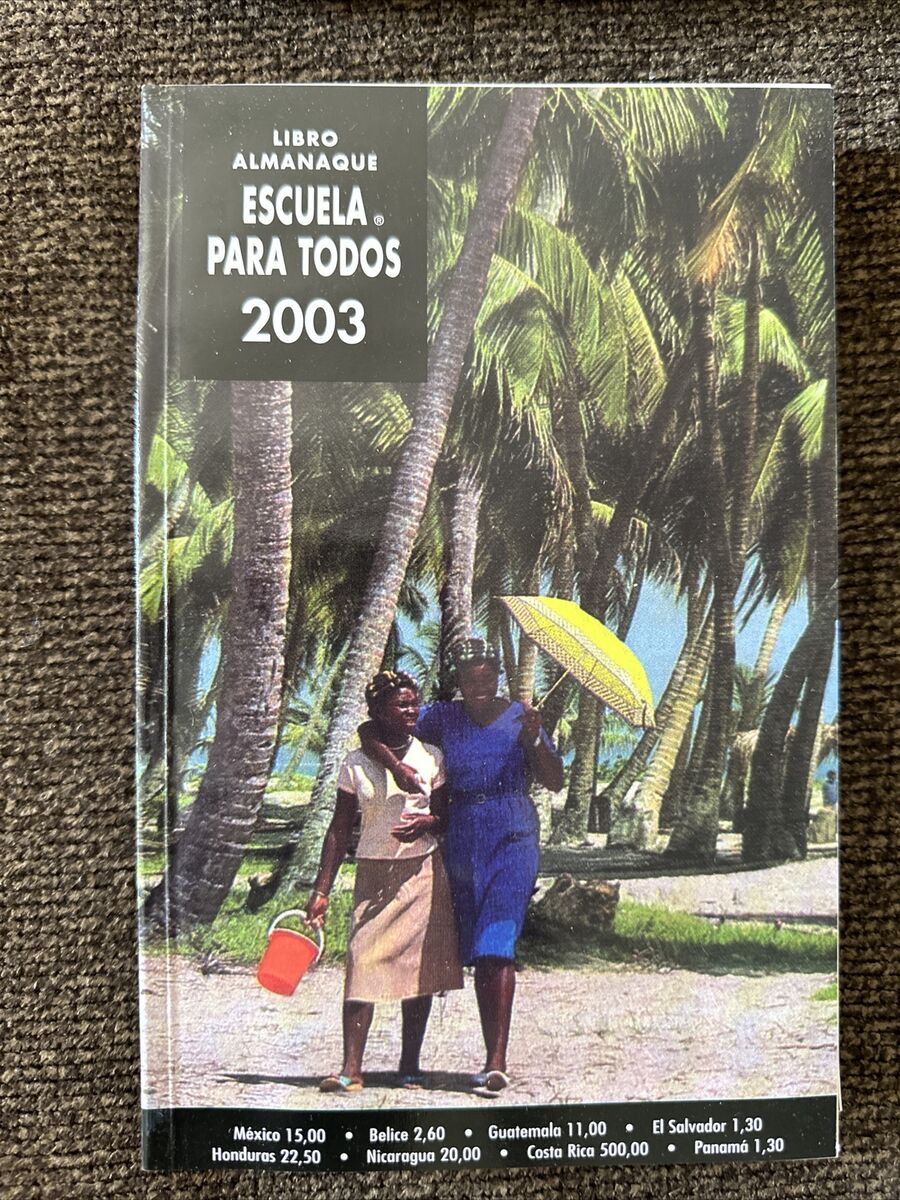 LIBRO
ALMANAQUE
ESCUELA ®
PARA TODOS
2003
México 15,00 • Belice 2,60 • Guatemala 11,00 • El Salvador 1,30
Honduras 22,50 • Nicaragua 20,00 • Costa Rica 500,00 • Panamá 1,30